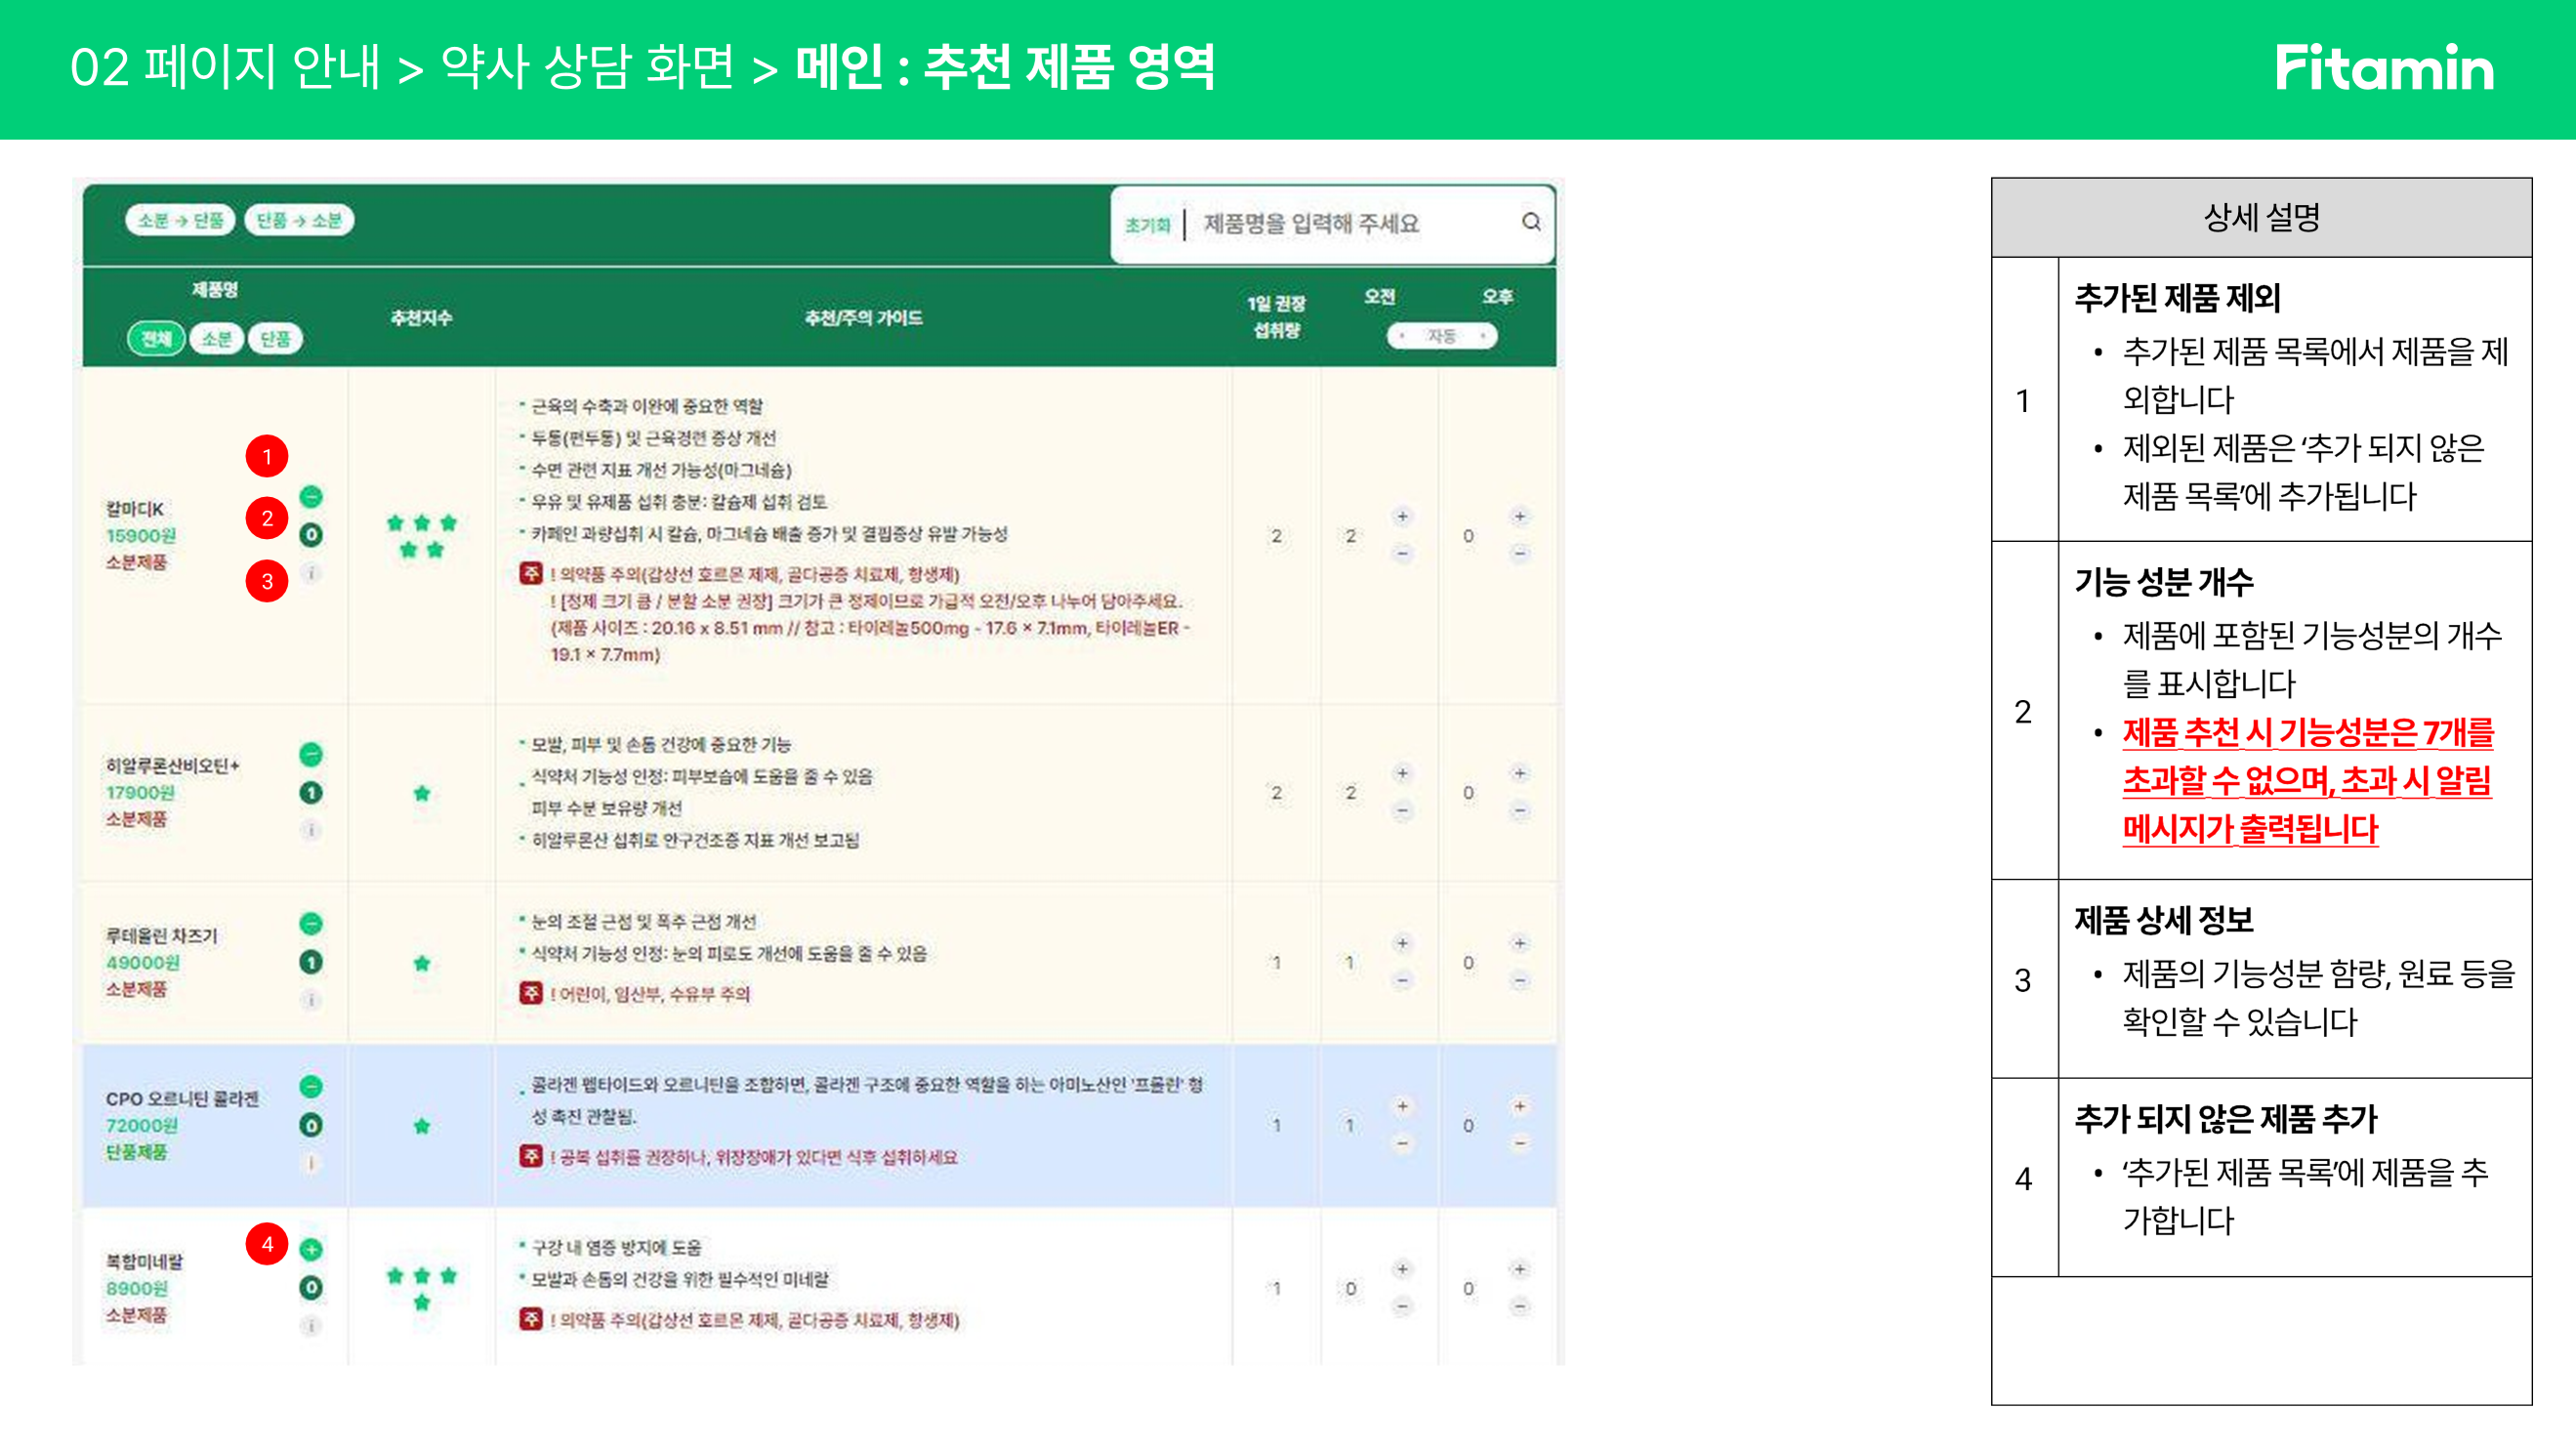 02 페이지 안내 > 약사 상담 화면 > 메인 : 추천 제품 영역
Fitamin
소분 → 단품
단품 → 소분
초기화
제품명을 입력해 주세요
제품명
전체
소분
단품
추천지수
추천/주의 가이드
1일 권장
섭취량
오전
오후
자동
1
2
3
칼마디K
15900원
소분제품
0
i
- 근육의 수축과 이완에 중요한 역할
- 두통(편두통) 및 근육경련 증상 개선
- 수면 관련 지표 개선 가능성(마그네슘)
- 우유 및 유제품 섭취 충분: 칼슘제 섭취 검토
- 카페인 과량섭취 시 칼슘, 마그네슘 배출 증가 및 결핍증상 유발 가능성
주 ! 의약품 주의(갑상선 호르몬 제제, 골다공증 치료제, 항생제)
! [정제 크기 큼 / 분할 소분 권장] 크기가 큰 정제이므로 가급적 오전/오후 나누어 담아주세요.
(제품 사이즈 : 20.16 x 8.51 mm // 참고 : 타이레놀500mg - 17.6 × 7.1mm, 타이레놀ER -
19.1 × 7.7mm)
2
2
+
−
0
+
−
히알루론산비오틴+
17900원
소분제품
1
i
- 모발, 피부 및 손톱 건강에 중요한 기능
- 식약처 기능성 인정: 피부보습에 도움을 줄 수 있음
피부 수분 보유량 개선
- 히알루론산 섭취로 안구건조증 지표 개선 보고됨
2
2
+
−
0
+
−
루테올린 차즈기
49000원
소분제품
1
i
- 눈의 조절 근점 및 폭주 근점 개선
- 식약처 기능성 인정: 눈의 피로도 개선에 도움을 줄 수 있음
주 ! 어린이, 임산부, 수유부 주의
1
1
+
−
0
+
−
CPO 오르니틴 콜라겐
72000원
단품제품
0
i
- 콜라겐 펩타이드와 오르니틴을 조합하면, 콜라겐 구조에 중요한 역할을 하는 아미노산인 '프롤린' 형
성 촉진 관찰됨.
주 ! 공복 섭취를 권장하나, 위장장애가 있다면 식후 섭취하세요
1
1
+
−
0
+
−
4
복합미네랄
8900원
소분제품
0
i
- 구강 내 염증 방지에 도움
- 모발과 손톱의 건강을 위한 필수적인 미네랄
주 ! 의약품 주의(갑상선 호르몬 제제, 골다공증 치료제, 항생제)
1
0
+
−
0
+
−
상세 설명
1
추가된 제품 제외
• 추가된 제품 목록에서 제품을 제
외합니다
• 제외된 제품은 ‘추가 되지 않은
제품 목록’에 추가됩니다
2
기능 성분 개수
• 제품에 포함된 기능성분의 개수
를 표시합니다
• 제품 추천 시 기능성분은 7개를
초과할 수 없으며, 초과 시 알림
메시지가 출력됩니다
3
제품 상세 정보
• 제품의 기능성분 함량, 원료 등을
확인할 수 있습니다
4
추가 되지 않은 제품 추가
• ‘추가된 제품 목록’에 제품을 추
가합니다